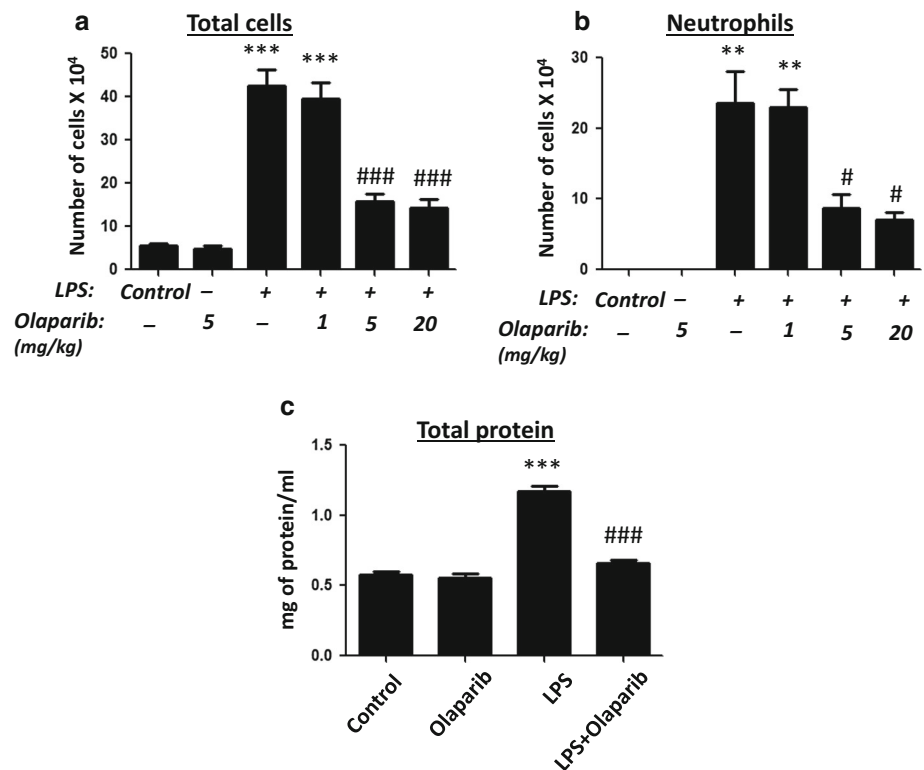 a
Total cells
Number of cells X 10⁴
50
40
30
20
10
0
*** ***
### ###
LPS: Control – + + + +
Olaparib: – 5 – 1 5 20
(mg/kg)
b
Neutrophils
Number of cells X 10⁴
30
20
10
0
** **
# #
LPS: Control – + + + +
Olaparib: – 5 – 1 5 20
(mg/kg)
c
Total protein
mg of protein/ml
1.5
1.0
0.5
0.0
***
###
Control
Olaparib
LPS
LPS+Olaparib